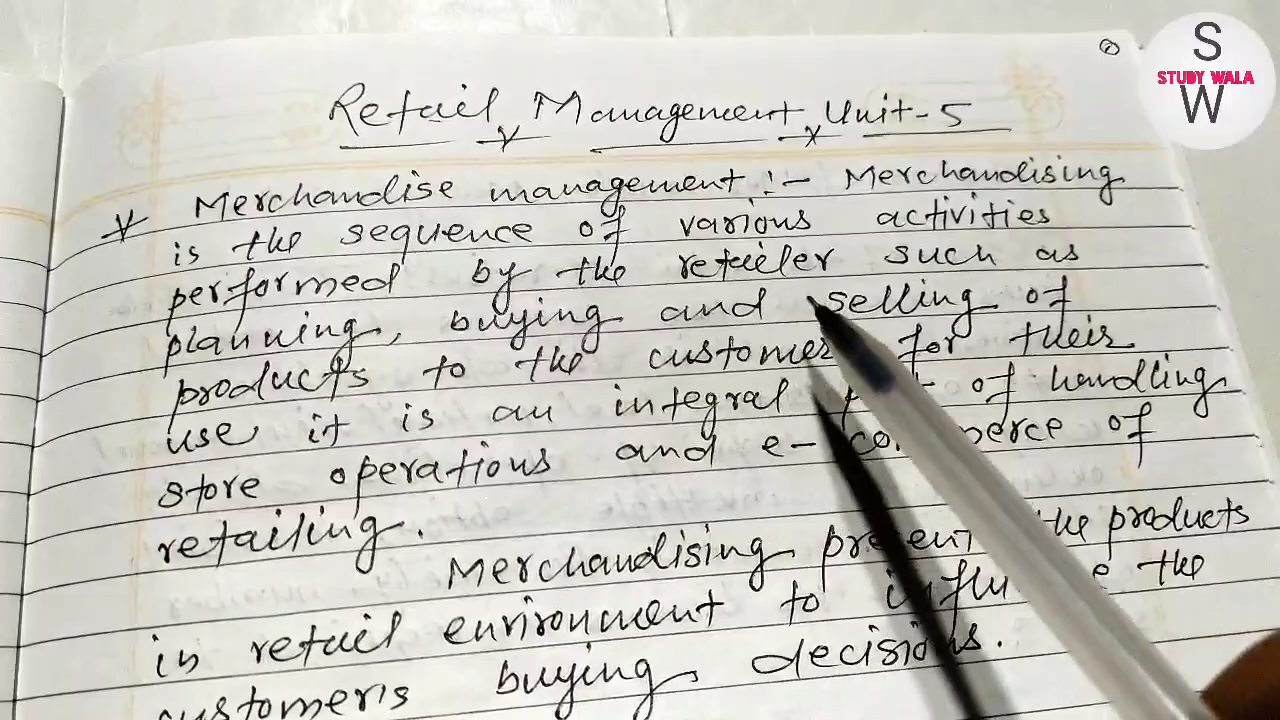 S
STUDY WALA
W
Retail Management Unit-5
Merchandise management :- Merchandising
is the sequence of various activities
performed by the retailer such as
planning, buying and selling of
products to the customer for their
use, it is an integral of handling
store operations and e- of
retailing.
Merchandising the products
in retail environment to the
customer's buying decisions.